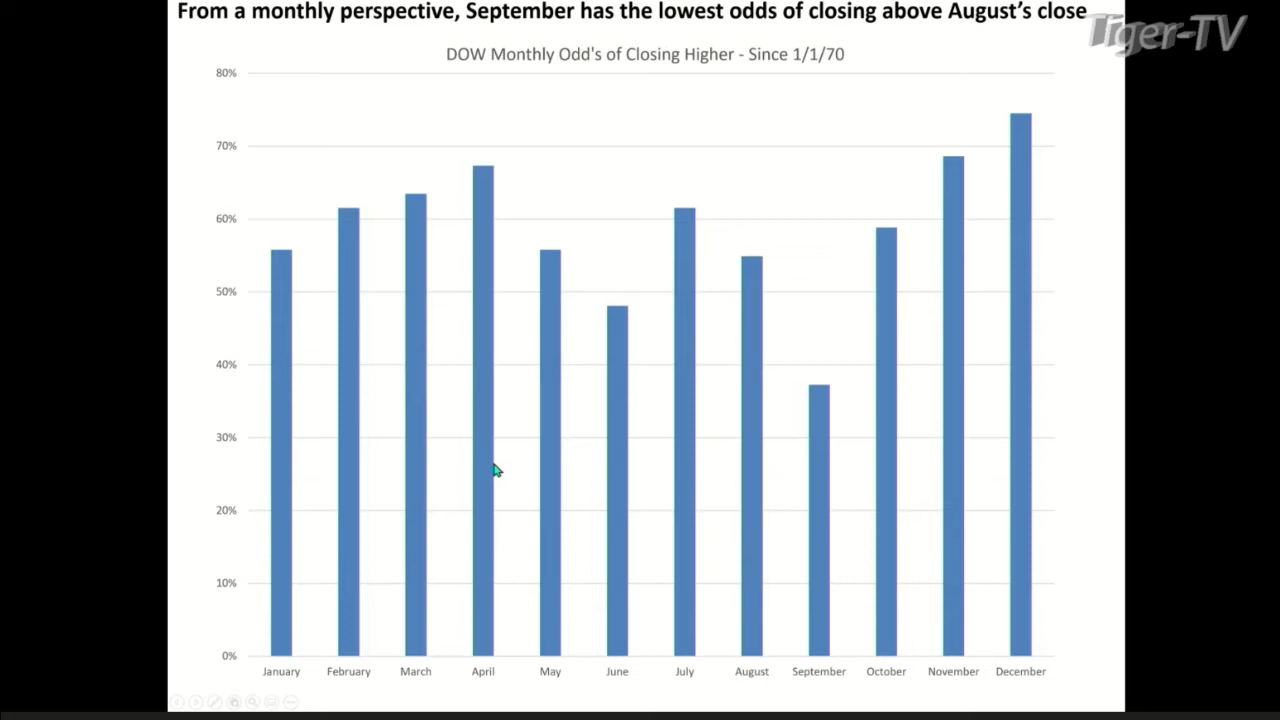 From a monthly perspective, September has the lowest odds of closing above August's close
Tiger-TV
DOW Monthly Odd's of Closing Higher - Since 1/1/70
80%
70%
60%
50%
40%
30%
20%
10%
0%
January February March April May June July August September October November December